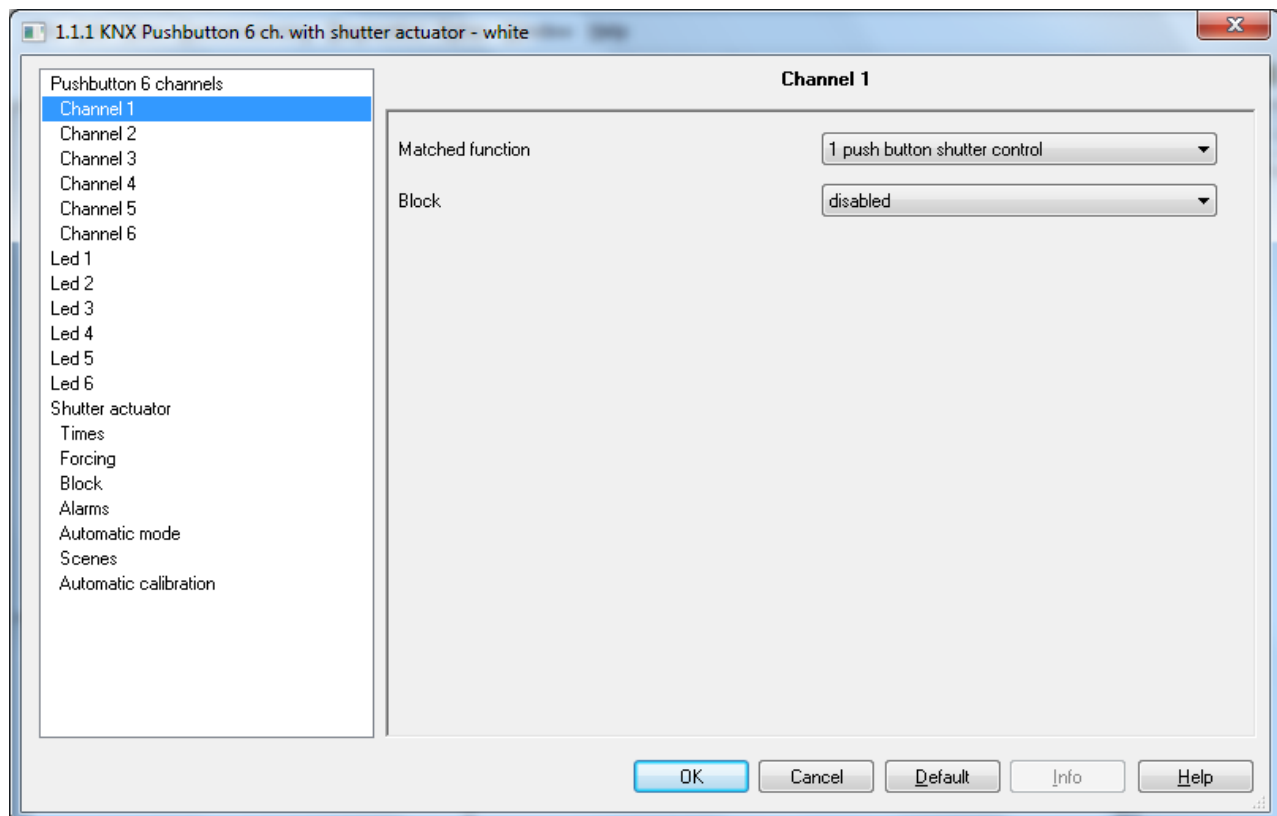 1.1.1 KNX Pushbutton 6 ch. with shutter actuator - white
Pushbutton 6 channels
Channel 1
Channel 2
Channel 3
Channel 4
Channel 5
Channel 6
Led 1
Led 2
Led 3
Led 4
Led 5
Led 6
Shutter actuator
Times
Forcing
Block
Alarms
Automatic mode
Scenes
Automatic calibration
Channel 1
Matched function
1 push button shutter control
Block
disabled
OK
Cancel
Default
Info
Help